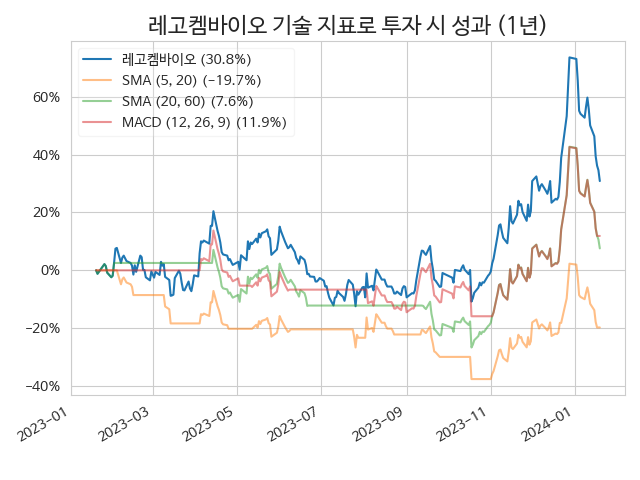 레고켐바이오 기술 지표로 투자 시 성과 (1년)
레고켐바이오 (30.8%)
SMA (5, 20) (−19.7%)
SMA (20, 60) (7.6%)
MACD (12, 26, 9) (11.9%)
60%
40%
20%
0%
−20%
−40%
2023−01
2023−03
2023−05
2023−07
2023−09
2023−11
2024−01